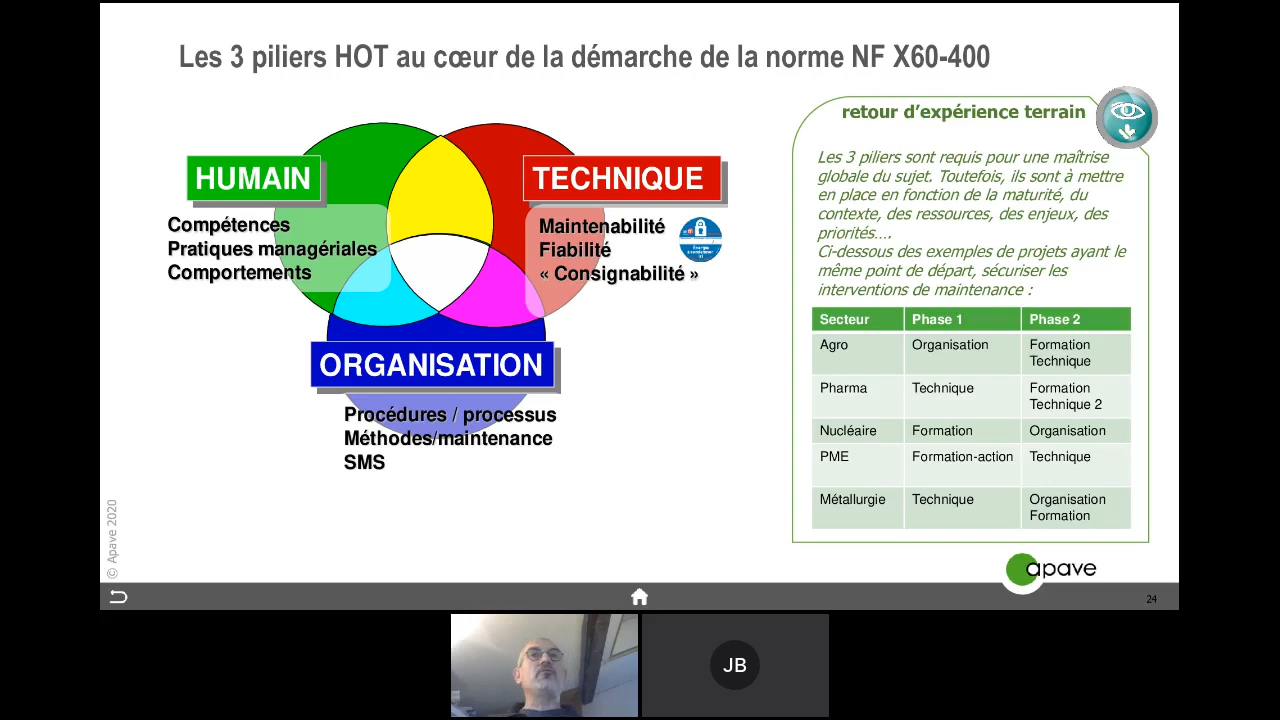 Les 3 piliers HOT au cœur de la démarche de la norme NF X60-400
HUMAIN
Compétences
Pratiques managériales
Comportements
TECHNIQUE
Maintenabilité
Fiabilité
« Consignabilité »
ORGANISATION
Procédures / processus
Méthodes/maintenance
SMS
retour d’expérience terrain
Les 3 piliers sont requis pour une maîtrise
globale du sujet. Toutefois, ils sont à mettre
en place en fonction de la maturité, du
contexte, des ressources, des enjeux, des
priorités….
Ci-dessous des exemples de projets ayant le
même point de départ, sécuriser les
interventions de maintenance :
Secteur Phase 1 Phase 2
Agro Organisation Formation
Technique
Pharma Technique Formation
Technique 2
Nucléaire Formation Organisation
PME Formation-action Technique
Métallurgie Technique Organisation
Formation
© Apave 2020
apave
24
JB